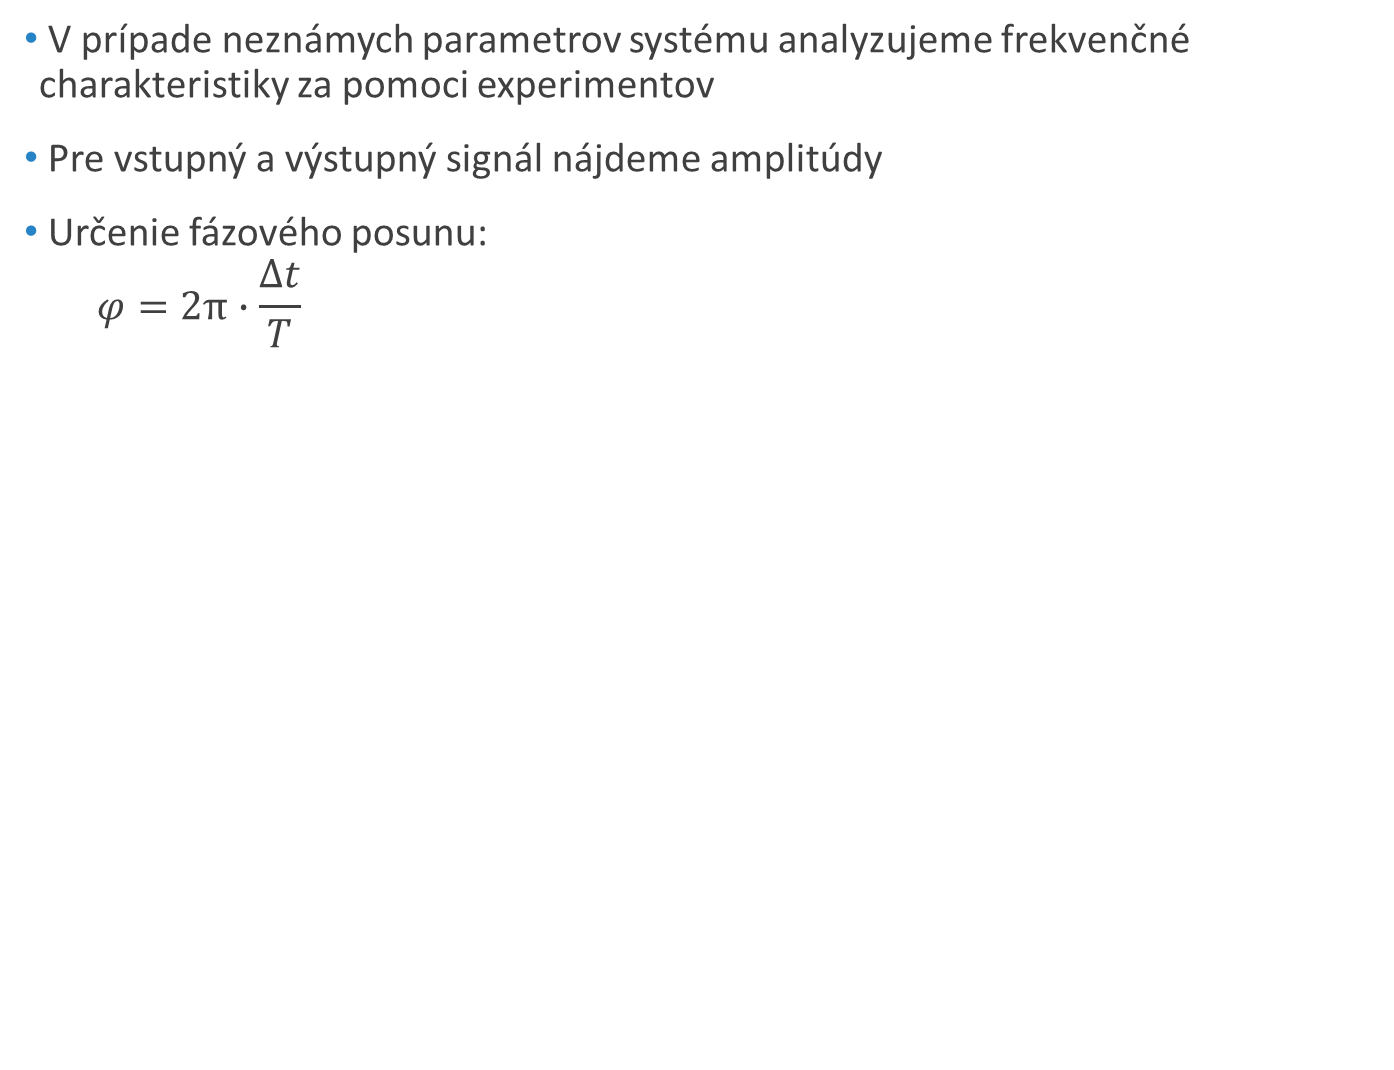 • V prípade neznámych parametrov systému analyzujeme frekvenčné
charakteristiky za pomoci experimentov
• Pre vstupný a výstupný signál nájdeme amplitúdy
• Určenie fázového posunu:
φ = 2π · Δt/T